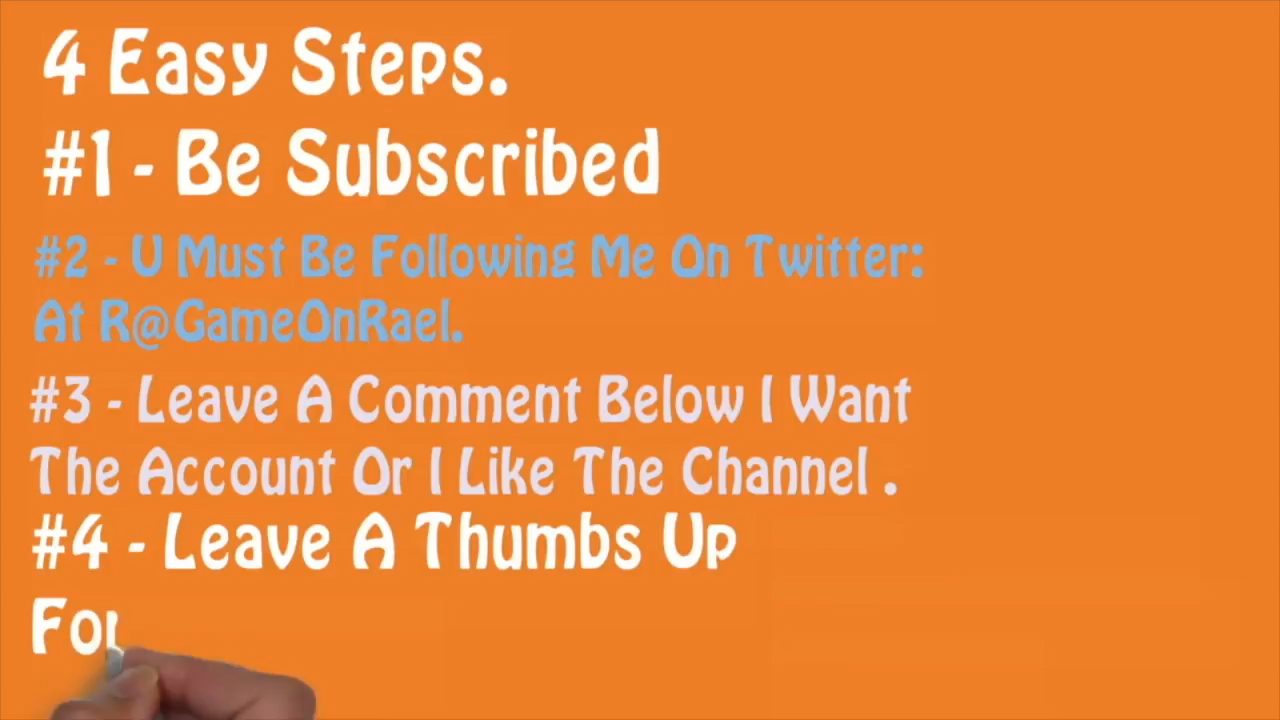 4 Easy Steps.
#1 - Be Subscribed
#2 - U Must Be Following Me On Twitter:
At R@GameOnRael.
#3 - Leave A Comment Below I Want
The Account Or I Like The Channel .
#4 - Leave A Thumbs Up
For